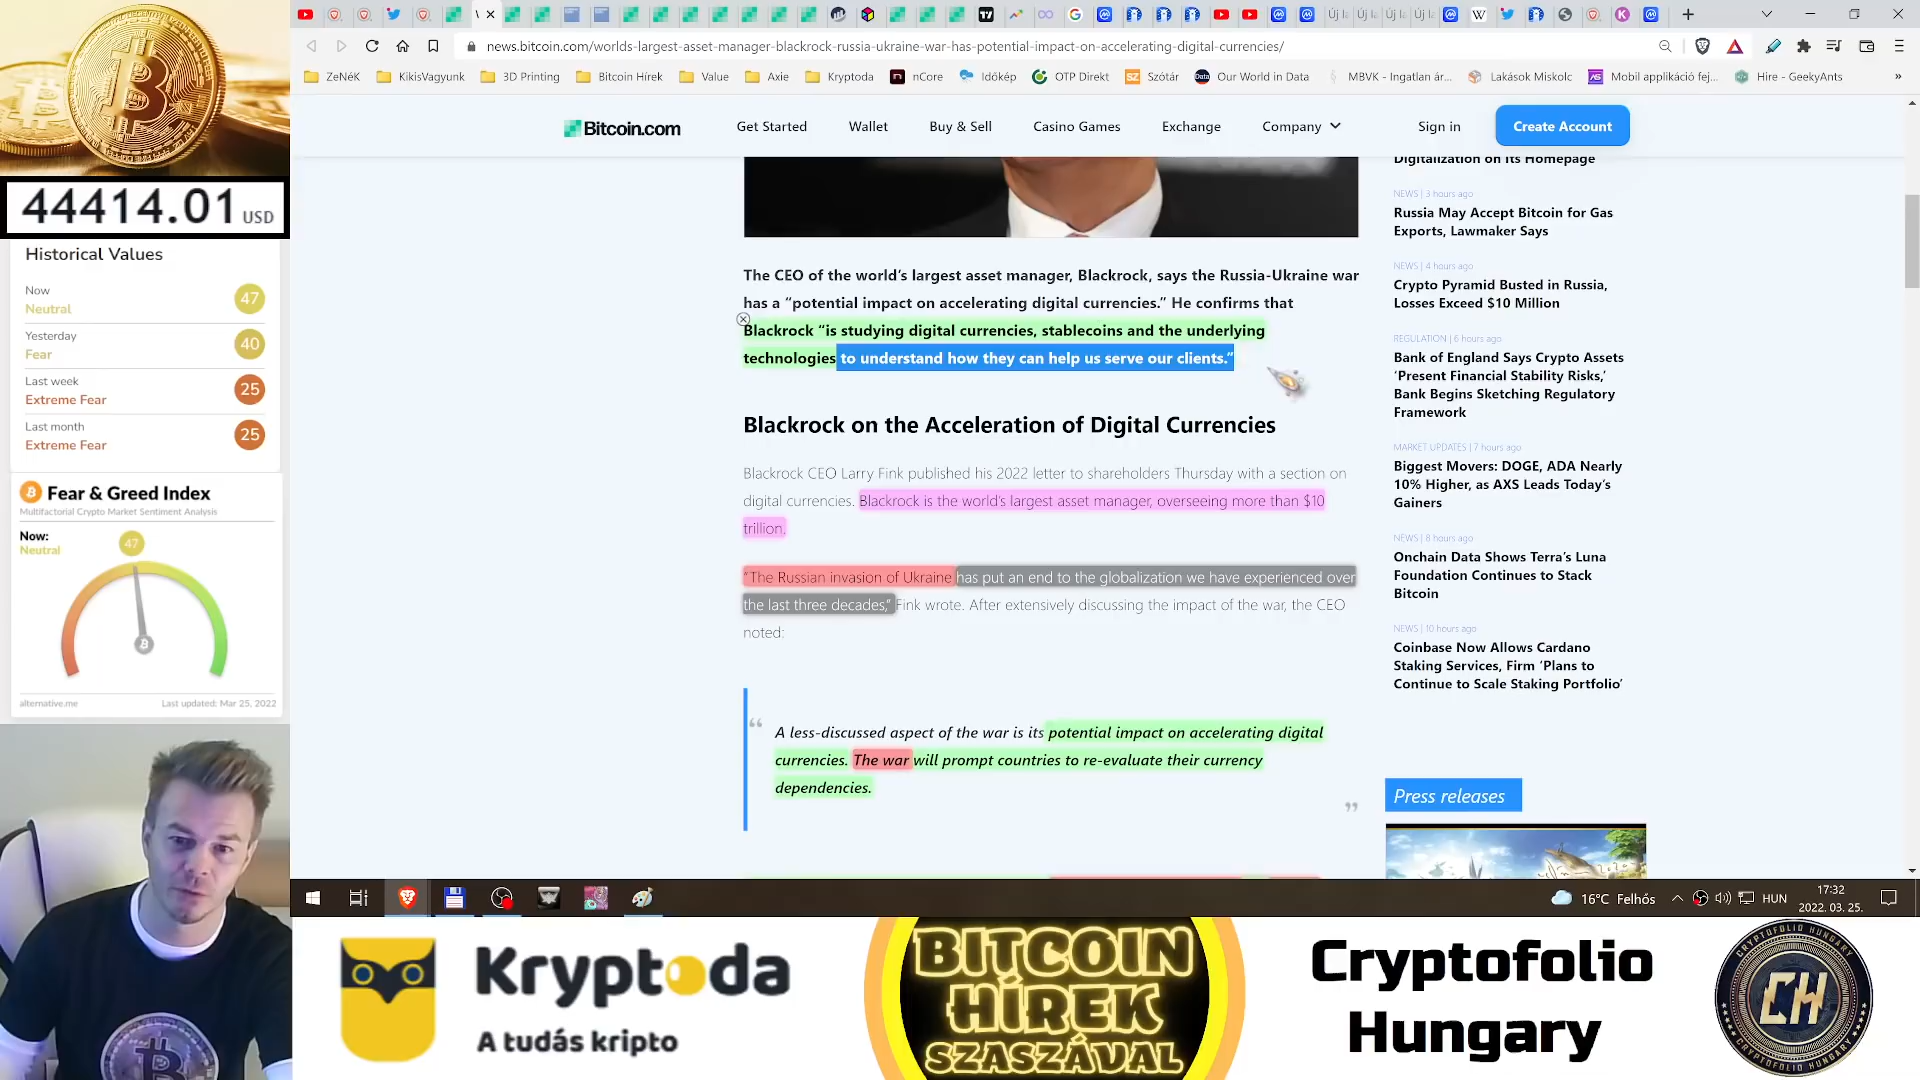 44414.01 USD
Historical Values
Now
Neutral
47
Yesterday
Fear
40
Last week
Extreme Fear
25
Last month
Extreme Fear
25
Fear & Greed Index
Multifactorial Crypto Market Sentiment Analysis
Now:
Neutral
47
alternative.me
Last updated: Mar 25, 2022
news.bitcoin.com/worlds-largest-asset-manager-blackrock-russia-ukraine-war-has-potential-impact-on-accelerating-digital-currencies/
ZeNéK
KikisVagyunk
3D Printing
Bitcoin Hírek
Value
Axie
Kryptoda
nCore
Időkép
OTP Direkt
Szótár
Our World in Data
MBVK - Ingatlan ár...
Lakások Miskolc
Mobil applikáció fej...
Hire - GeekyAnts
Bitcoin.com
Get Started
Wallet
Buy & Sell
Casino Games
Exchange
Company
Sign in
Create Account
The CEO of the world's largest asset manager, Blackrock, says the Russia-Ukraine war
has a “potential impact on accelerating digital currencies.” He confirms that
Blackrock “is studying digital currencies, stablecoins and the underlying
technologies to understand how they can help us serve our clients.”
Blackrock on the Acceleration of Digital Currencies
Blackrock CEO Larry Fink published his 2022 letter to shareholders Thursday with a section on
digital currencies. Blackrock is the world's largest asset manager, overseeing more than $10
trillion.
“The Russian invasion of Ukraine has put an end to the globalization we have experienced over
the last three decades,” Fink wrote. After extensively discussing the impact of the war, the CEO
noted:
“
A less-discussed aspect of the war is its potential impact on accelerating digital
currencies. The war will prompt countries to re-evaluate their currency
dependencies.
”
Digitalization on Its Homepage
NEWS | 3 hours ago
Russia May Accept Bitcoin for Gas
Exports, Lawmaker Says
NEWS | 4 hours ago
Crypto Pyramid Busted in Russia,
Losses Exceed $10 Million
REGULATION | 6 hours ago
Bank of England Says Crypto Assets
‘Present Financial Stability Risks,’
Bank Begins Sketching Regulatory
Framework
MARKET UPDATES | 7 hours ago
Biggest Movers: DOGE, ADA Nearly
10% Higher, as AXS Leads Today's
Gainers
NEWS | 8 hours ago
Onchain Data Shows Terra's Luna
Foundation Continues to Stack
Bitcoin
NEWS | 10 hours ago
Coinbase Now Allows Cardano
Staking Services, Firm ‘Plans to
Continue to Scale Staking Portfolio’
Press releases
16°C Felhős
HUN
17:32
2022. 03. 25.
Kryptoda
A tudás kripto
BITCOIN
HÍREK
SZASZÁVAL
Cryptofolio
Hungary
CRYPTOFOLIO HUNGARY
CH
CRYPTOFOLIO HUNGARY